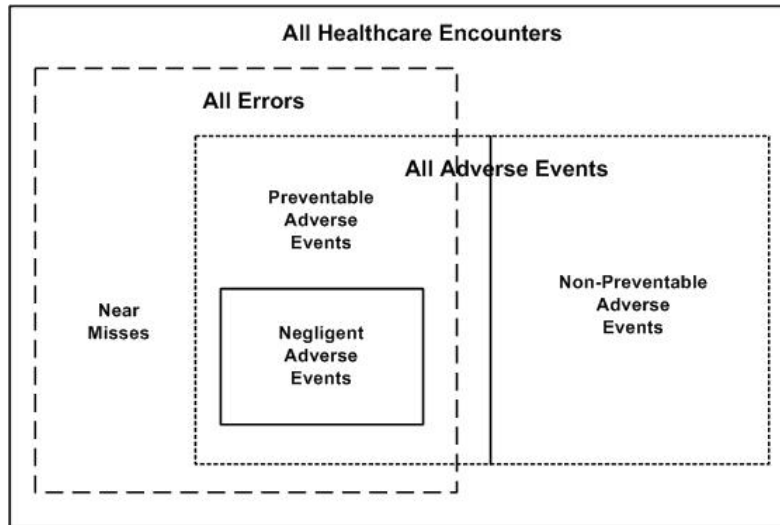 All Healthcare Encounters
All Errors
All Adverse Events
Preventable
Adverse
Events
Near
Misses
Negligent
Adverse
Events
Non-Preventable
Adverse
Events